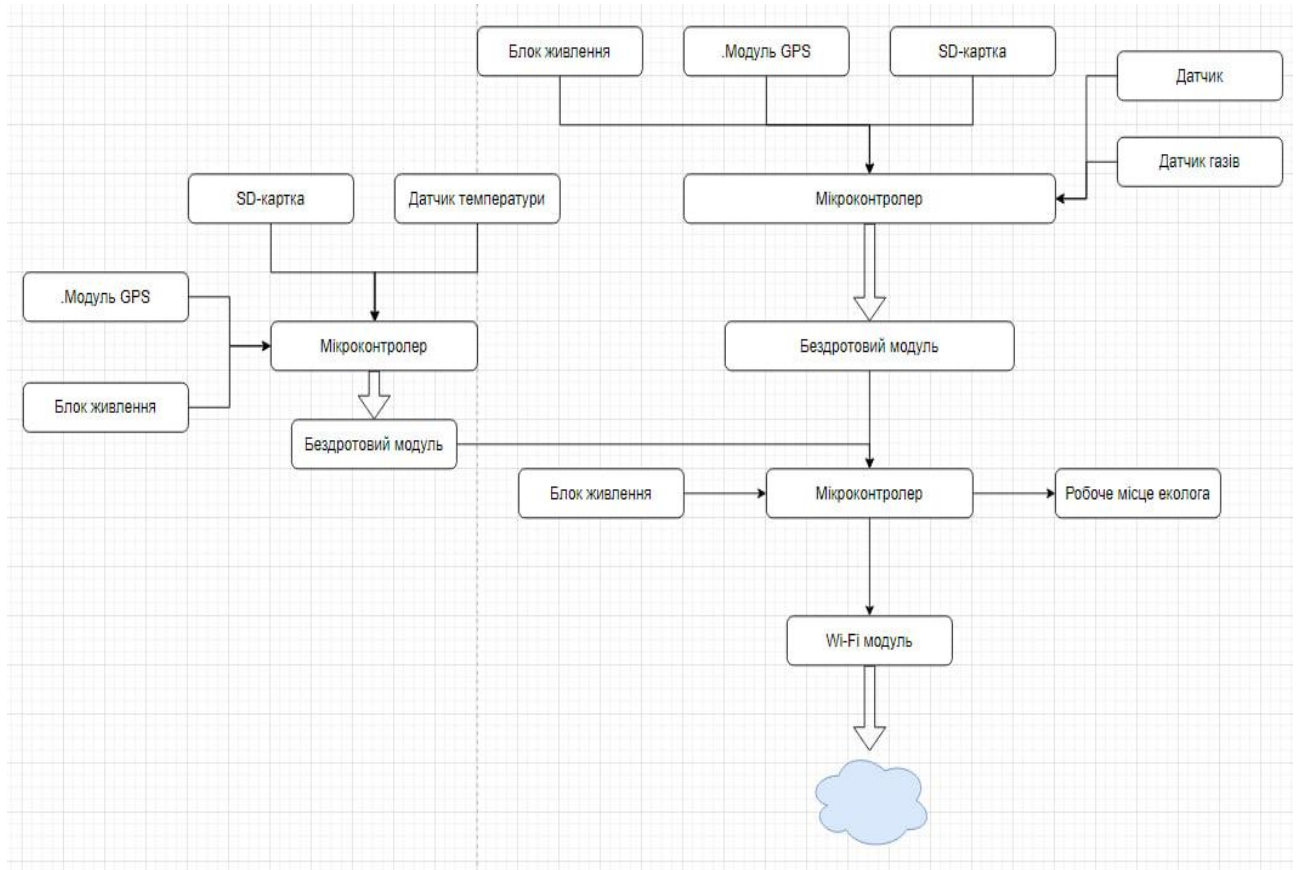 Блок живлення
.Модуль GPS
SD-картка
Датчик
Датчик газів
Мікроконтролер
SD-картка
Датчик температури
.Модуль GPS
Мікроконтролер
Блок живлення
Бездротовий модуль
Бездротовий модуль
Блок живлення
Мікроконтролер
Робоче місце еколога
Wi-Fi модуль